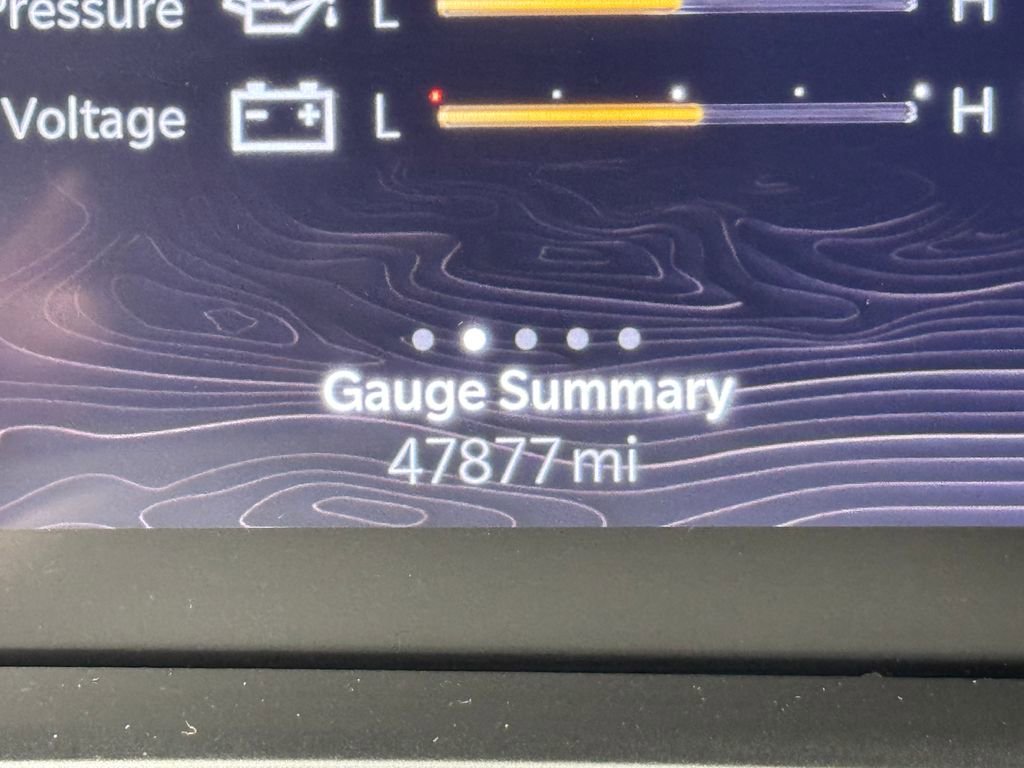 Pressure L H
Voltage L H
Gauge Summary
47877 mi